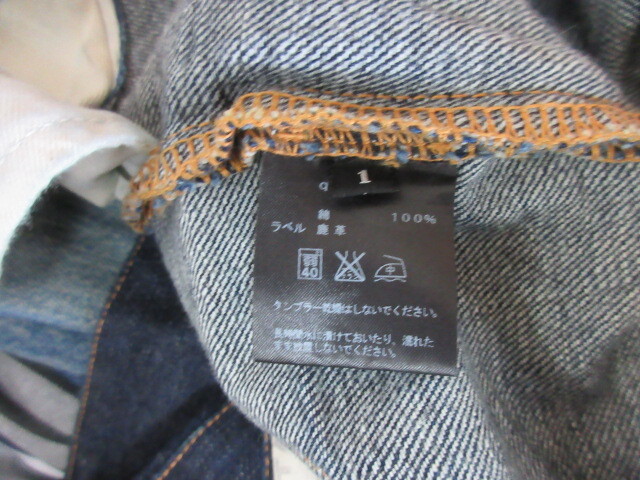 q 1
綿 100%
ラベル 鹿革
40
中
タンブラー乾燥はしないでください。
長時間水に漬けておいたり、濡れた
まま放置しないでください。